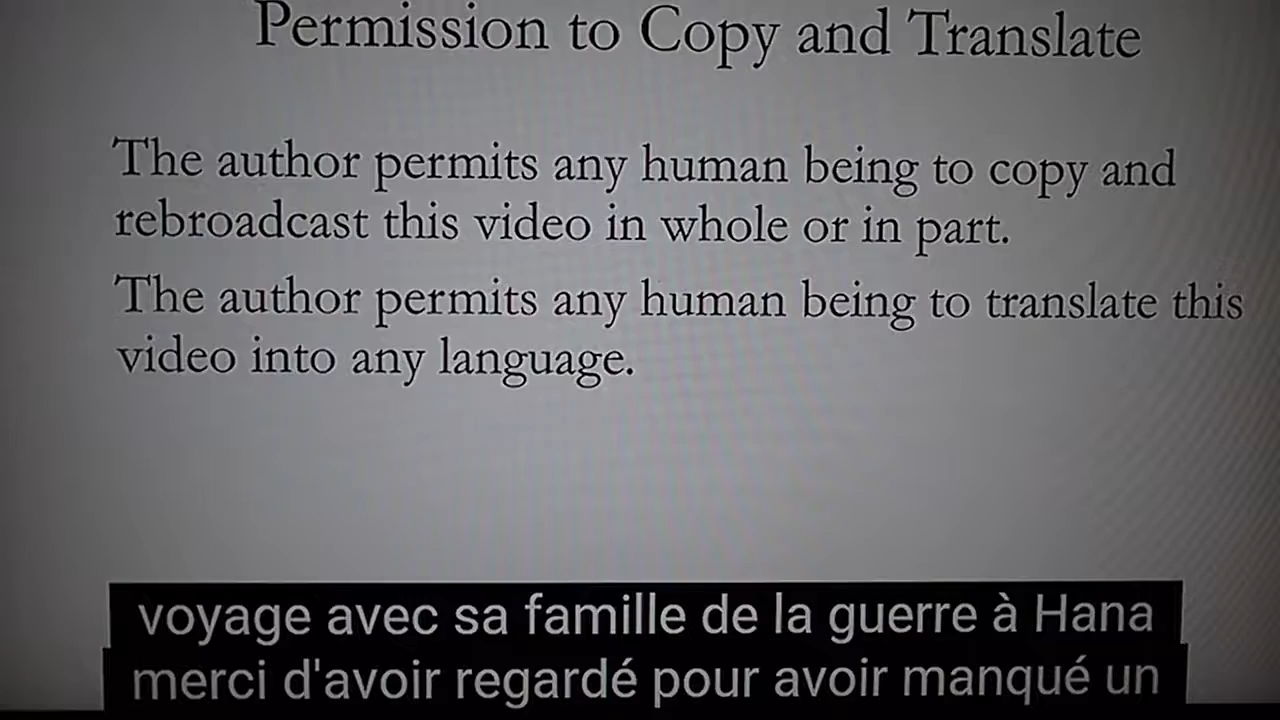 Permission to Copy and Translate
The author permits any human being to copy and
rebroadcast this video in whole or in part.
The author permits any human being to translate this
video into any language.
voyage avec sa famille de la guerre à Hana
merci d'avoir regardé pour avoir manqué un